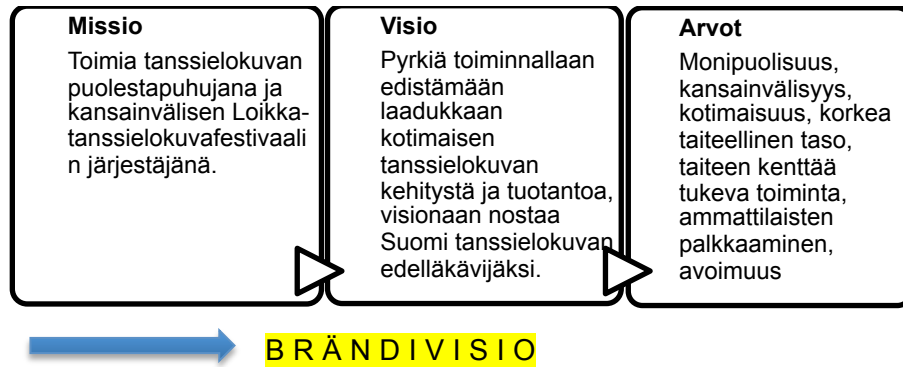 Missio
Toimia tanssielokuvan
puolestapuhujana ja
kansainvälisen Loikka-
tanssielokuvafestivaali
n järjestäjänä.
Visio
Pyrkiä toiminnallaan
edistämään
laadukkaan
kotimaisen
tanssielokuvan
kehitystä ja tuotantoa,
visionaan nostaa
Suomi tanssielokuvan
edelläkävijäksi.
Arvot
Monipuolisuus,
kansainvälisyys,
kotimaisuus, korkea
taiteellinen taso,
taiteen kenttää
tukeva toiminta,
ammattilaisten
palkkaaminen,
avoimuus
B R Ä N D I V I S I O